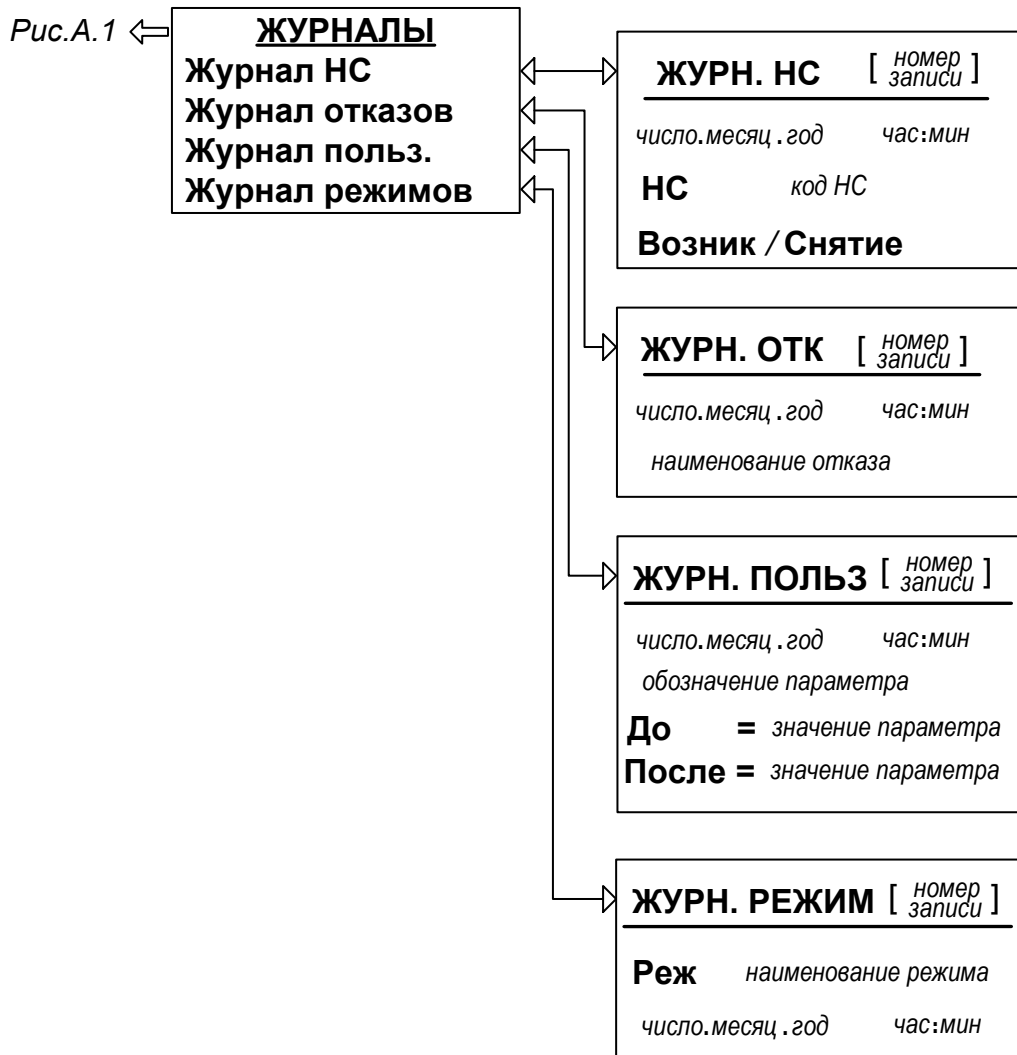 Рис.А.1
ЖУРНАЛЫ
Журнал НС
Журнал отказов
Журнал польз.
Журнал режимов
ЖУРН. НС [ номер записи ]
число.месяц.год час:мин
НС код НС
Возник / Снятие
ЖУРН. ОТК [ номер записи ]
число.месяц.год час:мин
наименование отказа
ЖУРН. ПОЛЬЗ [ номер записи ]
число.месяц.год час:мин
обозначение параметра
До = значение параметра
После = значение параметра
ЖУРН. РЕЖИМ [ номер записи ]
Реж наименование режима
число.месяц.год час:мин